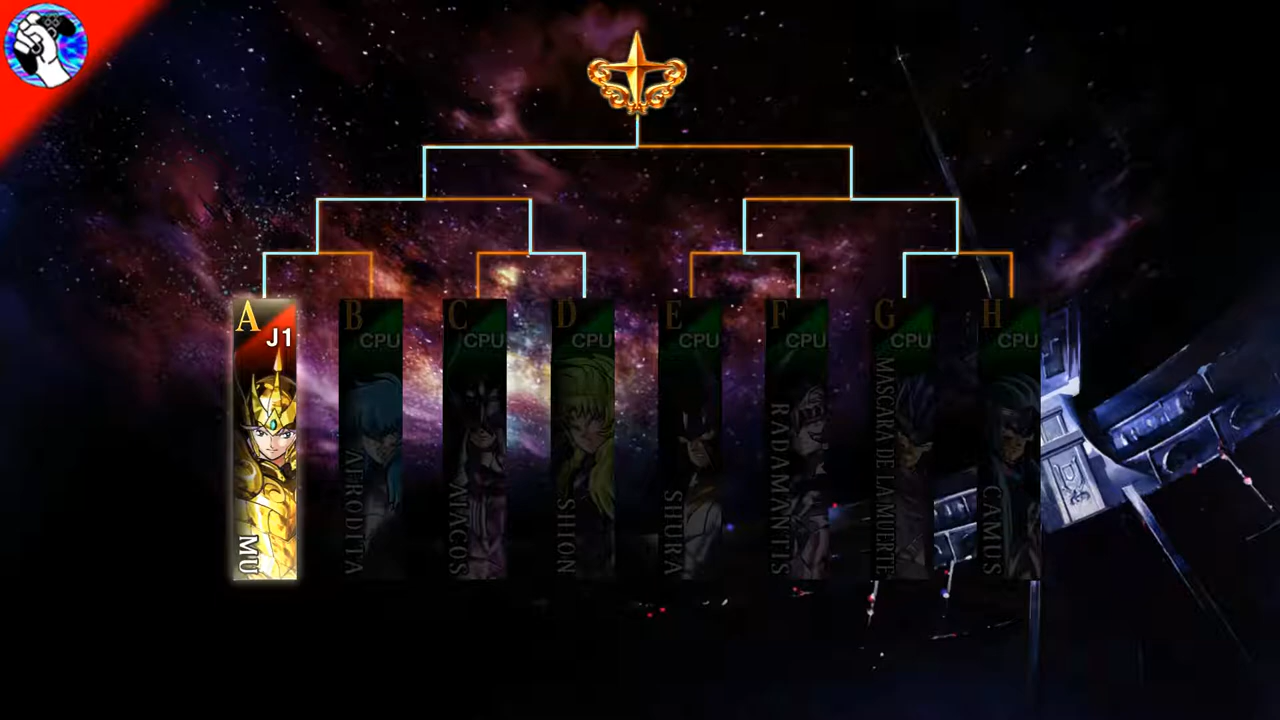 A
J1
MU
B
CPU
AFRODITA
C
CPU
AIACOS
D
CPU
SHION
E
CPU
SHURA
F
CPU
RADAMANTIS
G
CPU
MASCARA DE LA MUERTE
H
CPU
CAMUS